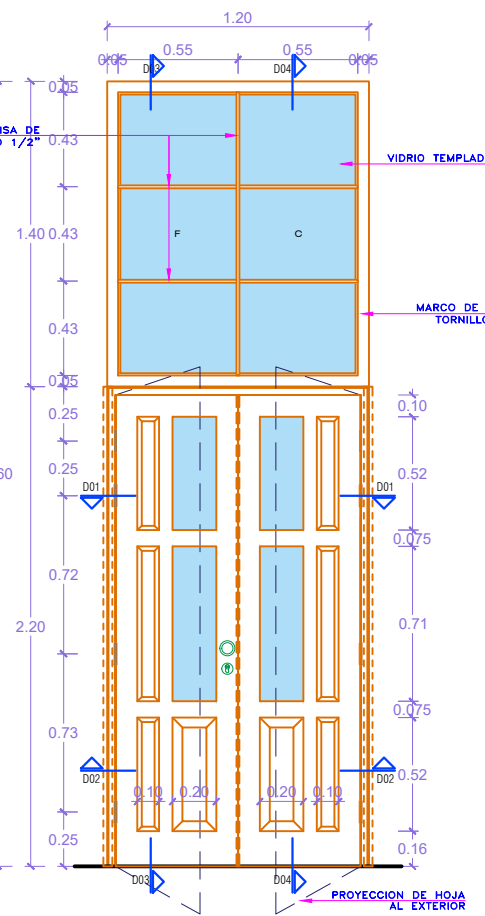 1.20
0.05
0.55
0.55
0.05
D03
D04
0.05
0.43
VIDRIO TEMPLAD
1.40
0.43
F
C
MARCO DE
TORNILLO
0.43
0.05
0.25
0.10
0.25
0.52
D01
D01
0.075
0.72
0.71
2.20
0.075
0.73
D02
D02
0.52
0.10
0.20
0.20
0.10
0.25
0.16
D03
D04
PROYECCION DE HOJA
AL EXTERIOR